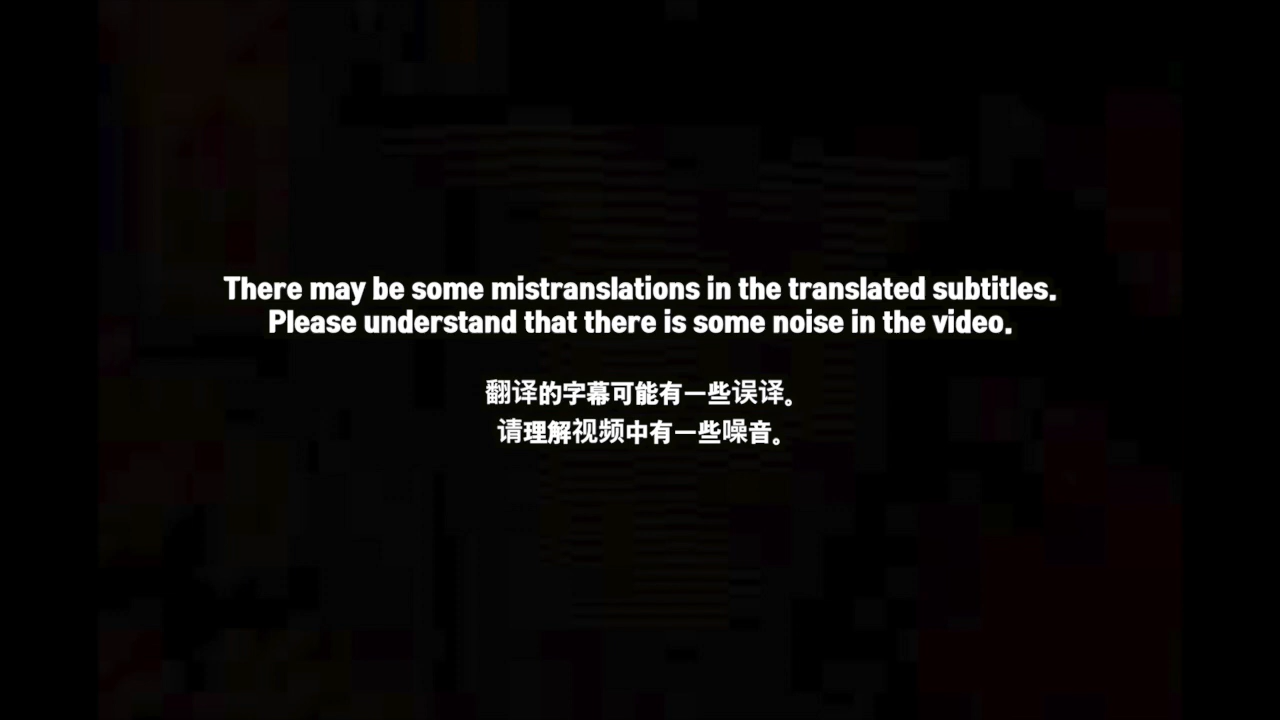 There may be some mistranslations in the translated subtitles.
Please understand that there is some noise in the video.
翻译的字幕可能有一些误译。
请理解视频中有一些噪音。